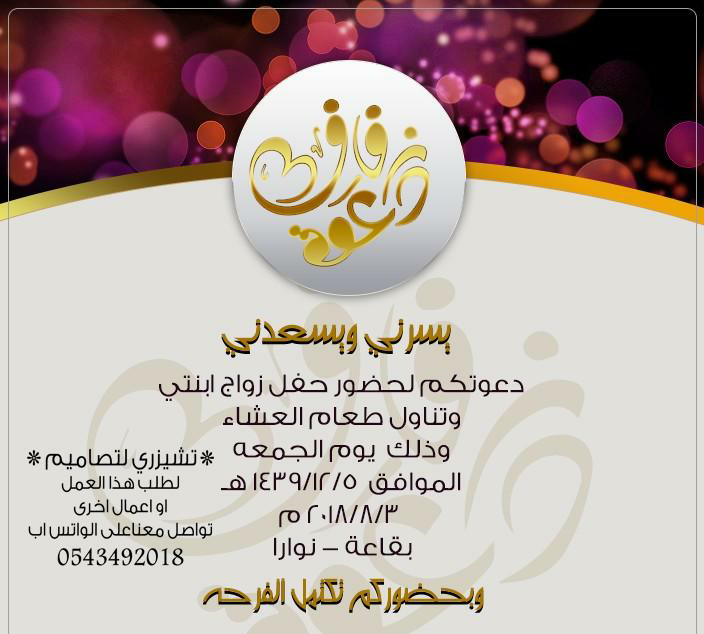 دعوة زفاف
يسرني ويسعدني
دعوتكم لحضور حفل زواج ابنتي
وتناول طعام العشاء
وذلك يوم الجمعه
الموافق ١٤٣٩/١٢/٥ هـ
٢٠١٨/٨/٣ م
بقاعة – نوارا
وبحضوركم تكتمل الفرحه
*تشيزري لتصاميم*
لطلب هذا العمل
او اعمال اخرى
تواصل معنا على الواتس اب
0543492018